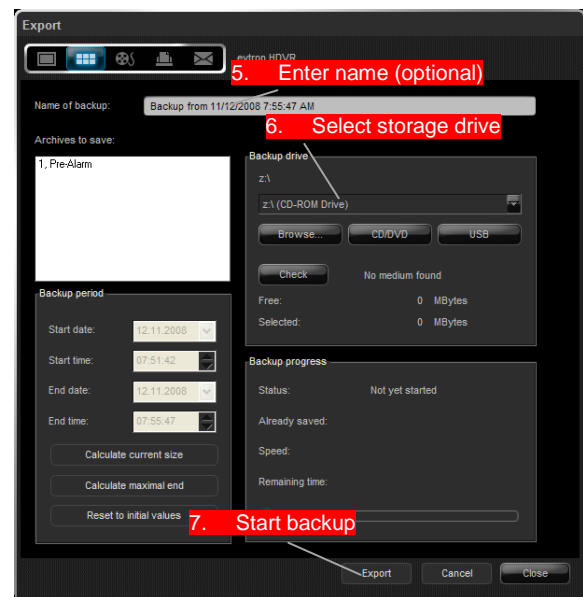 Export
eytron HDVR
5. Enter name (optional)
Name of backup:
Backup from 11/12/2008 7:55:47 AM
6. Select storage drive
Archives to save:
1, Pre-Alarm
Backup drive
z:\
z:\ (CD-ROM Drive)
Browse...
CD/DVD
USB
Check
No medium found
Free:
0 MBytes
Selected:
0 MBytes
Backup period
Start date:
12.11.2008
Start time:
07:51:42
End date:
12.11.2008
End time:
07:55:47
Calculate current size
Calculate maximal end
Reset to initial values
Backup progress
Status:
Not yet started
Already saved:
Speed:
Remaining time:
7. Start backup
Export
Cancel
Close